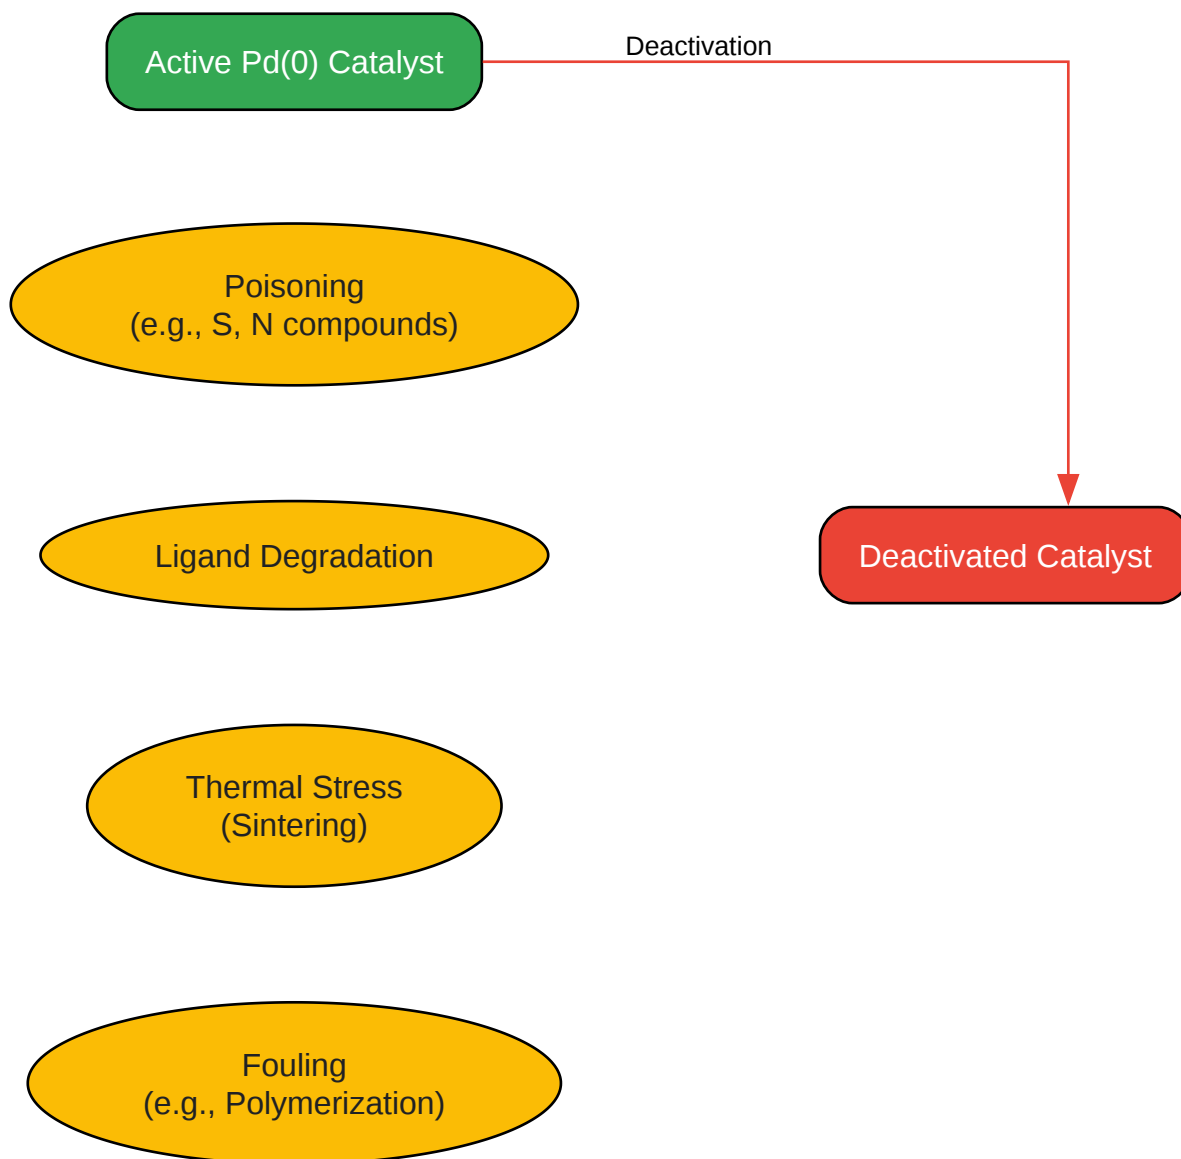 Active Pd(0) Catalyst
Deactivation
Poisoning
(e.g., S, N compounds)
Ligand Degradation
Deactivated Catalyst
Thermal Stress
(Sintering)
Fouling
(e.g., Polymerization)